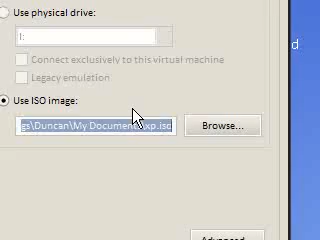 Use physical drive:
I:
Connect exclusively to this virtual machine
Legacy emulation
Use ISO image:
gs\Duncan\My Documents\xp.iso
Browse...
d
Advanced